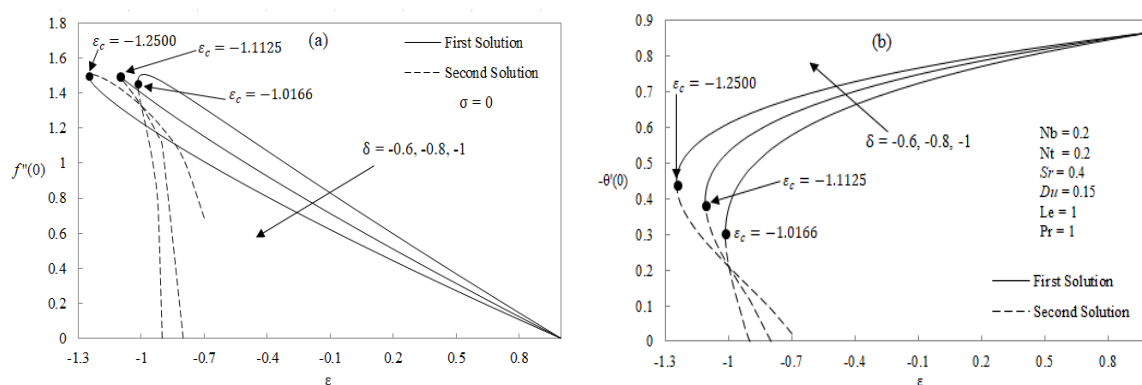 (a)
1.8
1.6
1.4
1.2
1
0.8
0.6
0.4
0.2
0
f''(0)
ε𝑐 = −1.2500
ε𝑐 = −1.1125
ε𝑐 = −1.0166
First Solution
Second Solution
σ = 0
δ = -0.6, -0.8, -1
-1.3 -1 -0.7 -0.4 -0.1 0.2 0.5 0.8
ε
(b)
0.9
0.8
0.7
0.6
0.5
0.4
0.3
0.2
0.1
0
-θ'(0)
ε𝑐 = −1.2500
δ = -0.6, -0.8, -1
ε𝑐 = −1.1125
ε𝑐 = −1.0166
Nb = 0.2
Nt = 0.2
Sr = 0.4
Du = 0.15
Le = 1
Pr = 1
First Solution
Second Solution
-1.3 -1 -0.7 -0.4 -0.1 0.2 0.5 0.8
ε